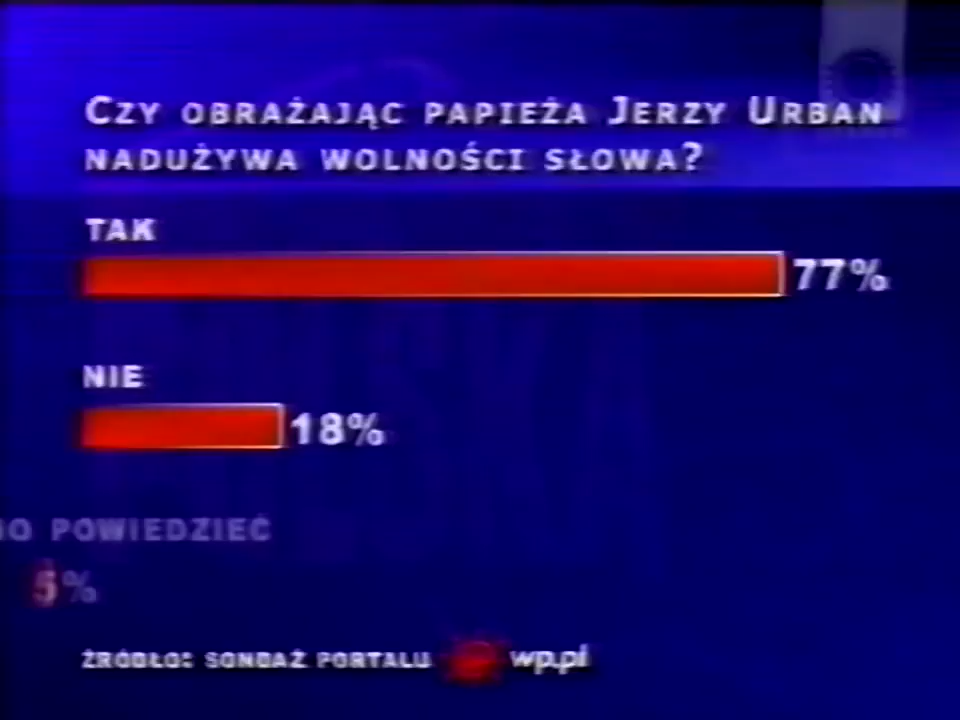 CZY OBRAŻAJĄC PAPIEŻA JERZY URBAN
NADUŻYWA WOLNOŚCI SŁOWA?
TAK
77%
NIE
18%
POWIEDZIEĆ
5%
ŹRÓDŁO: SONDAŻ PORTALU wp.pl